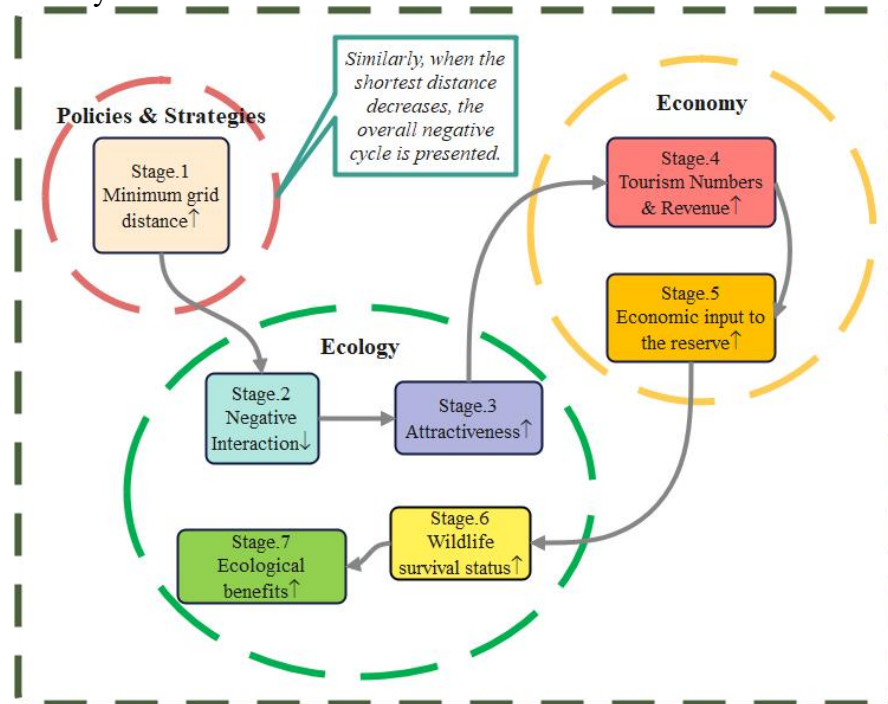 y
Similarly, when the
shortest distance
decreases, the
overall negative
cycle is presented.
Policies & Strategies
Economy
Stage.1
Minimum grid
distance↑
Stage.4
Tourism Numbers
& Revenue↑
Stage.5
Economic input to
the reserve↑
Ecology
Stage.2
Negative
Interaction↓
Stage.3
Attractiveness↑
Stage.6
Wildlife
survival status↑
Stage.7
Ecological
benefits↑